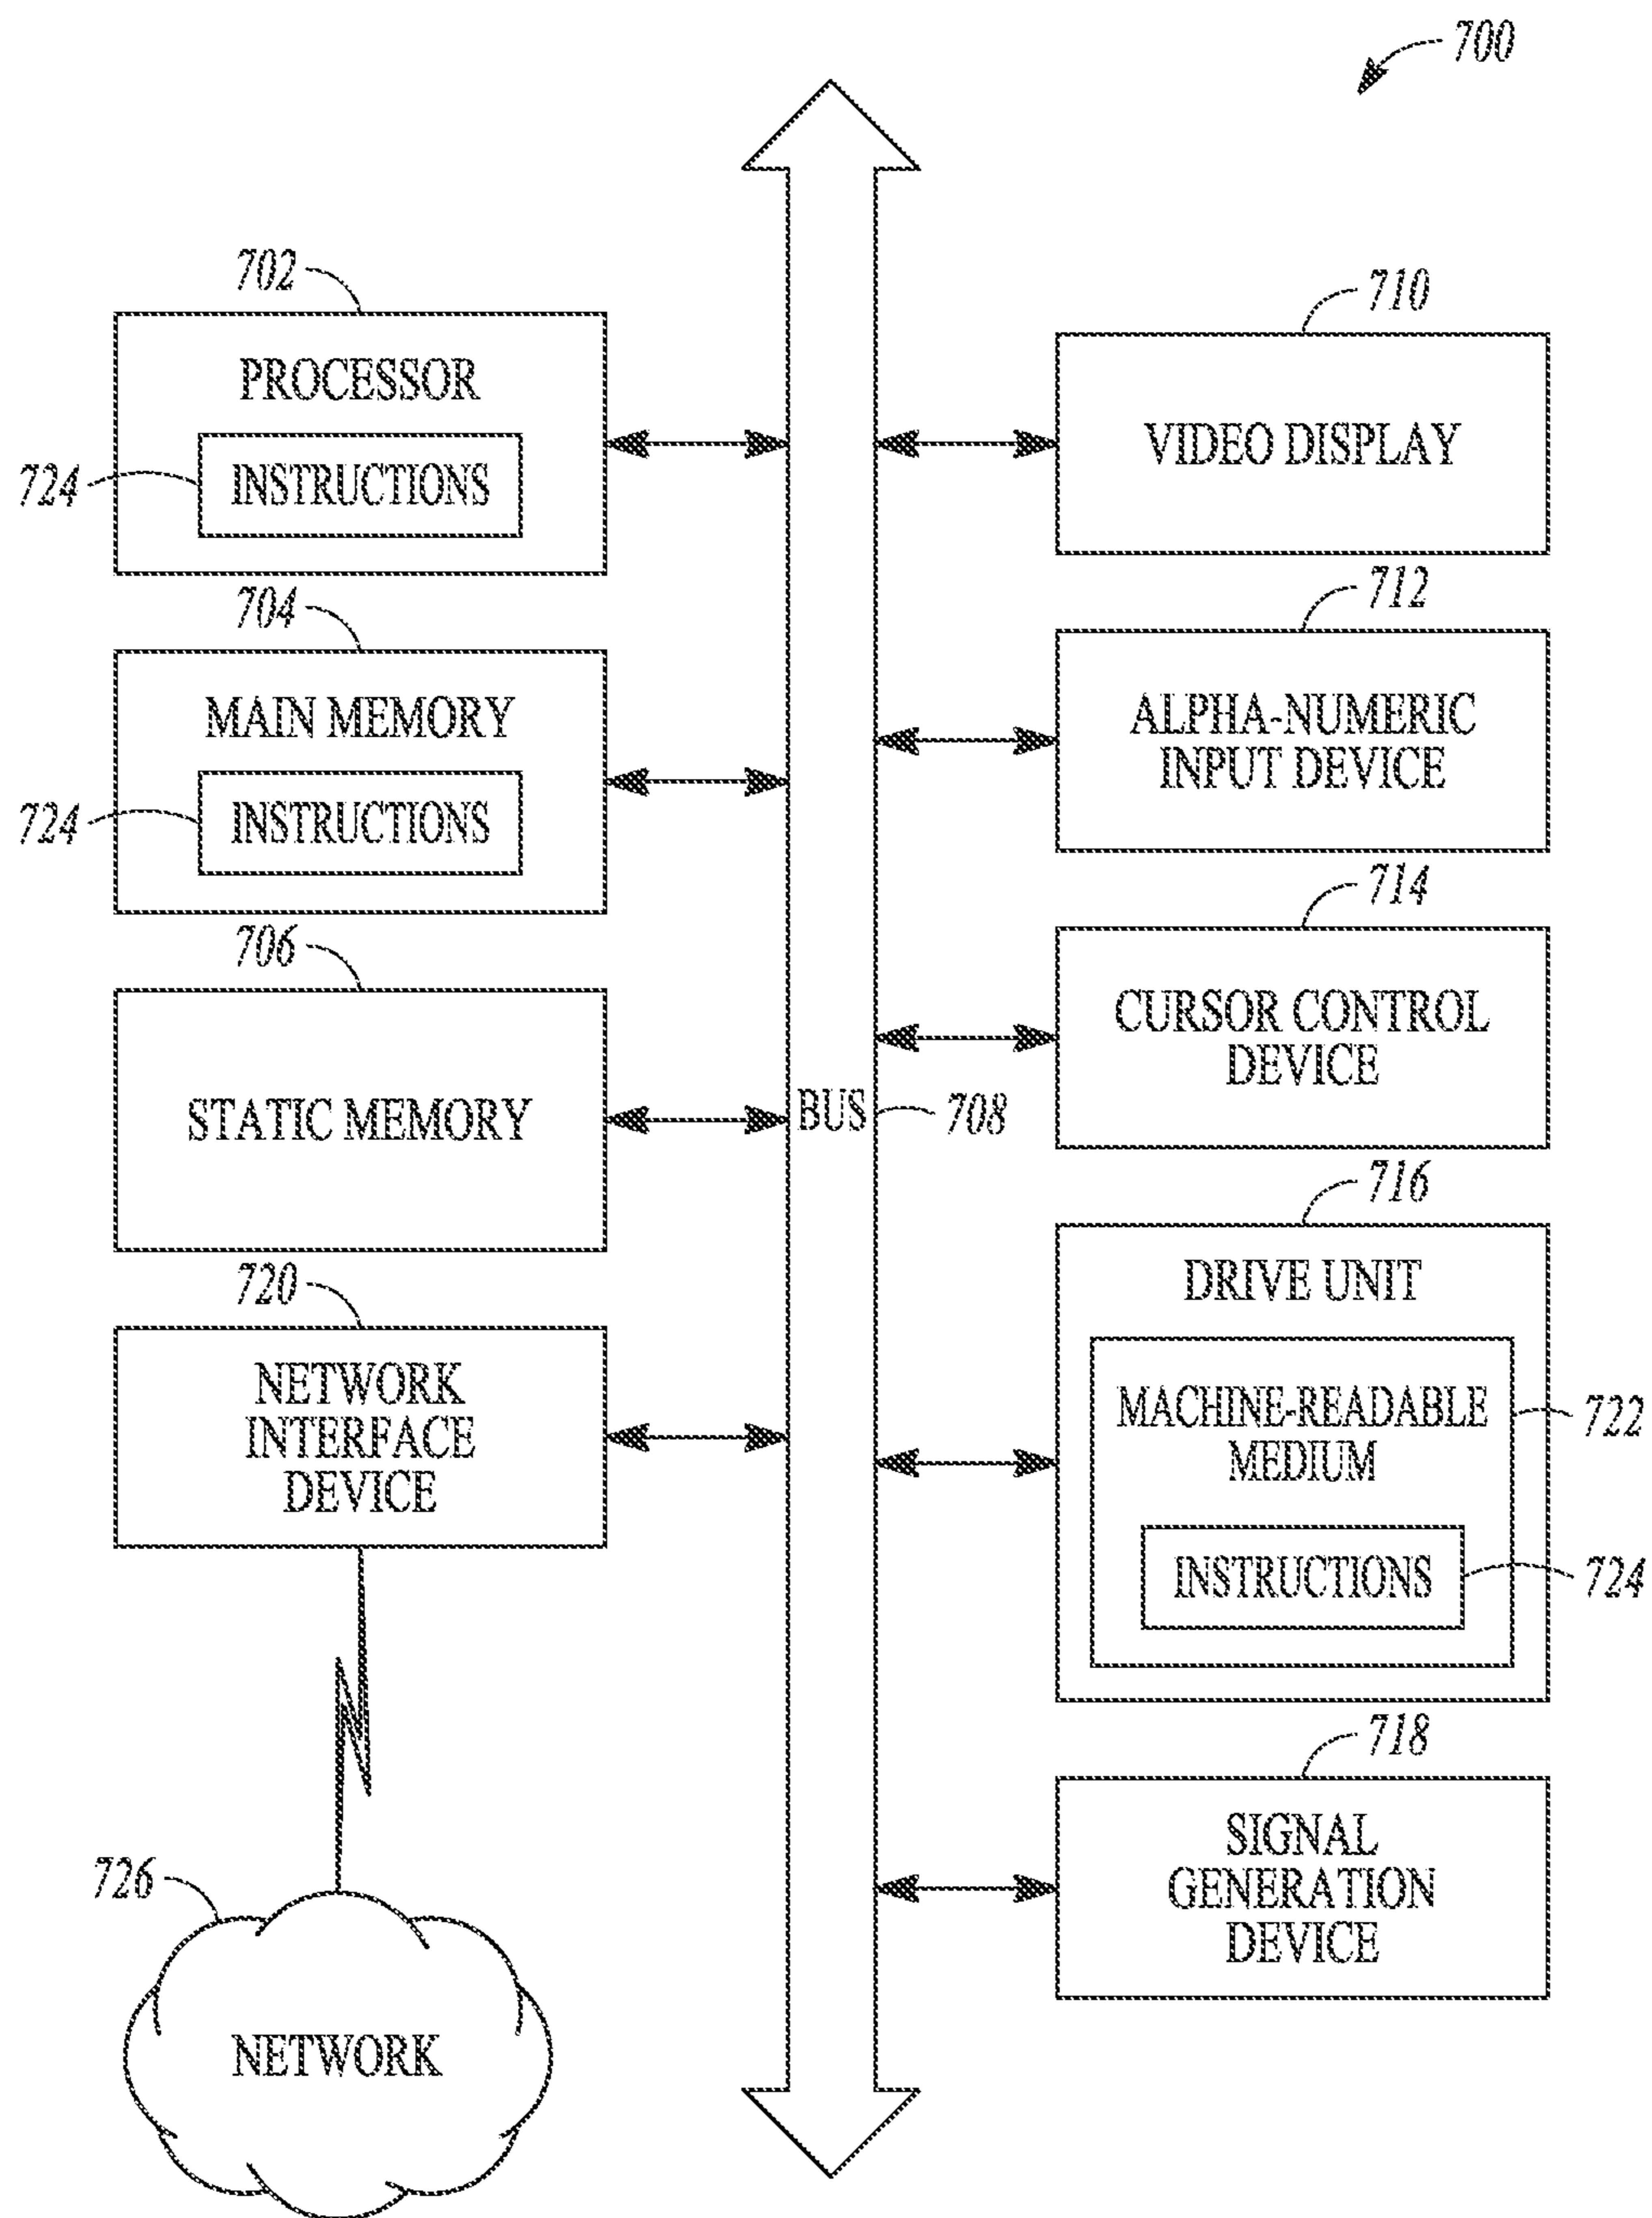 700
702
PROCESSOR
724
INSTRUCTIONS
704
MAIN MEMORY
724
INSTRUCTIONS
706
STATIC MEMORY
720
NETWORK
INTERFACE
DEVICE
726
NETWORK
BUS
708
710
VIDEO DISPLAY
712
ALPHA-NUMERIC
INPUT DEVICE
714
CURSOR CONTROL
DEVICE
716
DRIVE UNIT
MACHINE-READABLE
MEDIUM
722
INSTRUCTIONS
724
718
SIGNAL
GENERATION
DEVICE